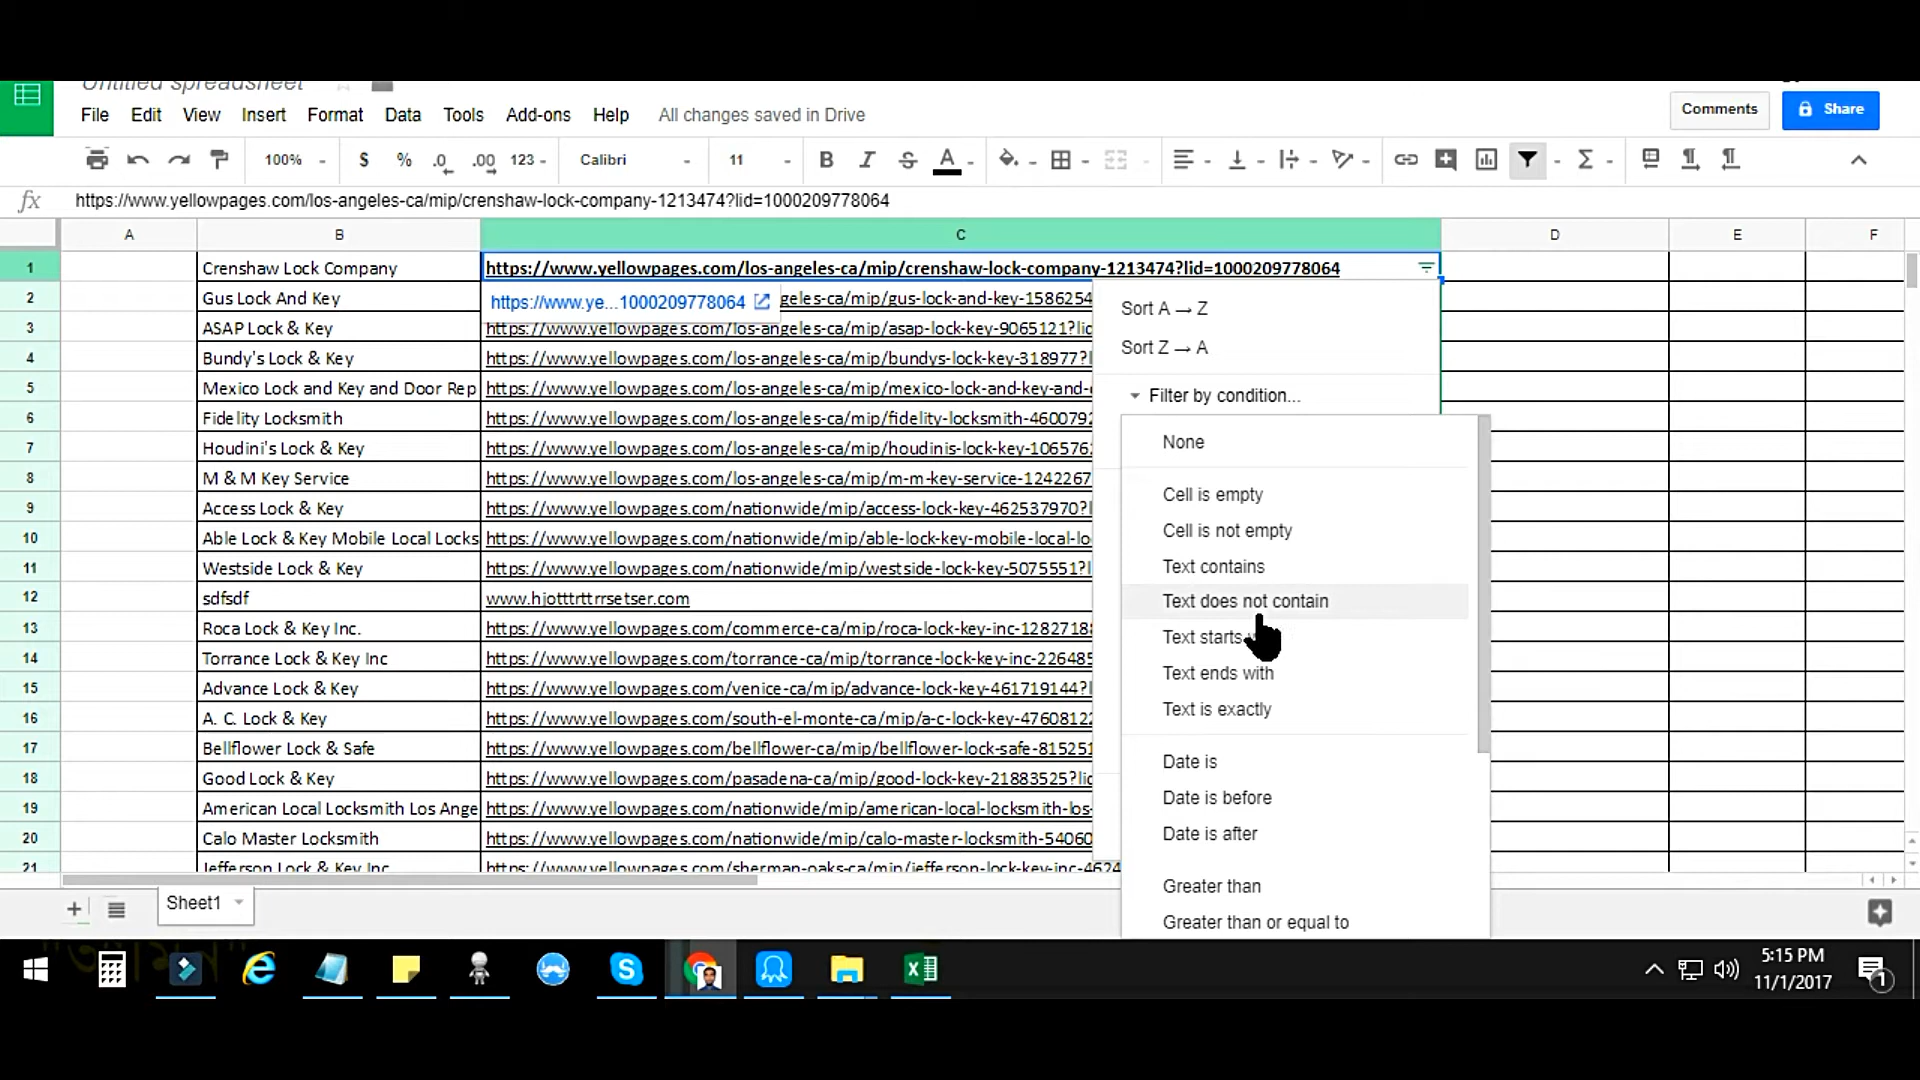 Untitled spreadsheet
File Edit View Insert Format Data Tools Add-ons Help All changes saved in Drive Comments Share
100% $ % .0 .00 123 Calibri 11 B I S A
fx https://www.yellowpages.com/los-angeles-ca/mip/crenshaw-lock-company-1213474?lid=1000209778064
A B C D E F
1 Crenshaw Lock Company https://www.yellowpages.com/los-angeles-ca/mip/crenshaw-lock-company-1213474?lid=1000209778064
2 Gus Lock And Key https://www.ye...1000209778064 geles-ca/mip/gus-lock-and-key-1586254
3 ASAP Lock & Key https://www.yellowpages.com/los-angeles-ca/mip/asap-lock-key-9065121?lid
4 Bundy's Lock & Key https://www.yellowpages.com/los-angeles-ca/mip/bundys-lock-key-318977?l
5 Mexico Lock and Key and Door Rep https://www.yellowpages.com/los-angeles-ca/mip/mexico-lock-and-key-and-
6 Fidelity Locksmith https://www.yellowpages.com/los-angeles-ca/mip/fidelity-locksmith-4600792
7 Houdini's Lock & Key https://www.yellowpages.com/los-angeles-ca/mip/houdinis-lock-key-1065762
8 M & M Key Service https://www.yellowpages.com/los-angeles-ca/mip/m-m-key-service-1242267
9 Access Lock & Key https://www.yellowpages.com/nationwide/mip/access-lock-key-462537970?l
10 Able Lock & Key Mobile Local Locks https://www.yellowpages.com/nationwide/mip/able-lock-key-mobile-local-lo
11 Westside Lock & Key https://www.yellowpages.com/nationwide/mip/westside-lock-key-5075551?l
12 sdfsdf www.hjotttrttrrsetser.com
13 Roca Lock & Key Inc. https://www.yellowpages.com/commerce-ca/mip/roca-lock-key-inc-1282718
14 Torrance Lock & Key Inc https://www.yellowpages.com/torrance-ca/mip/torrance-lock-key-inc-226485
15 Advance Lock & Key https://www.yellowpages.com/venice-ca/mip/advance-lock-key-461719144?l
16 A. C. Lock & Key https://www.yellowpages.com/south-el-monte-ca/mip/a-c-lock-key-4760812
17 Bellflower Lock & Safe https://www.yellowpages.com/bellflower-ca/mip/bellflower-lock-safe-815251
18 Good Lock & Key https://www.yellowpages.com/pasadena-ca/mip/good-lock-key-21883525?lid
19 American Local Locksmith Los Ange https://www.yellowpages.com/nationwide/mip/american-local-locksmith-los-
20 Calo Master Locksmith https://www.yellowpages.com/nationwide/mip/calo-master-locksmith-54060
21 Jefferson Lock & Key Inc https://www.yellowpages.com/sherman-oaks-ca/mip/jefferson-lock-key-inc-4624
Sort A → Z
Sort Z → A
Filter by condition...
None
Cell is empty
Cell is not empty
Text contains
Text does not contain
Text starts
Text ends with
Text is exactly
Date is
Date is before
Date is after
Greater than
Greater than or equal to
Sheet1
5:15 PM
11/1/2017
1